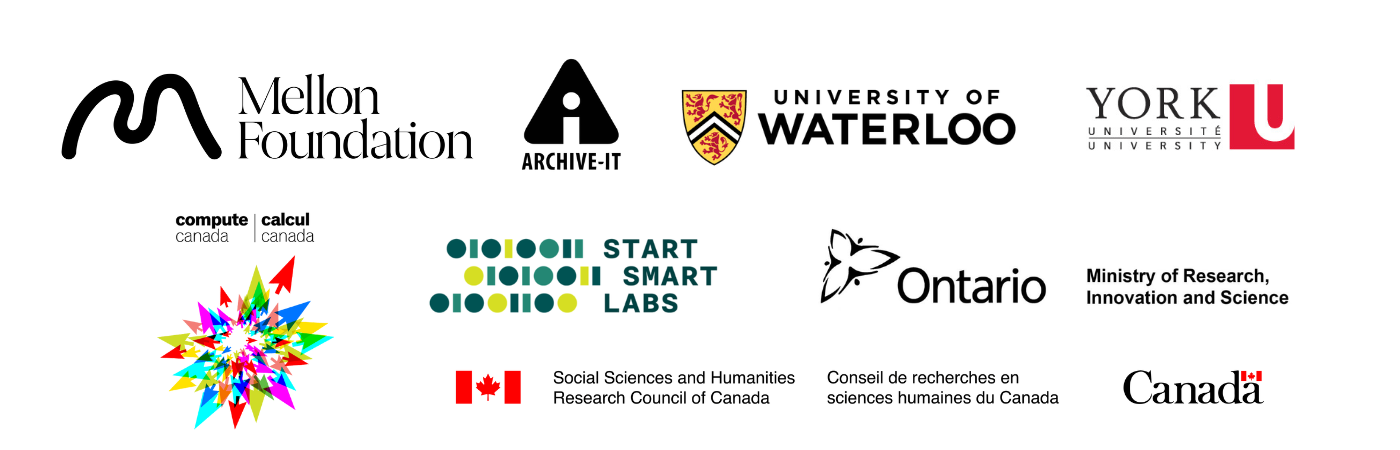 Mellon
Foundation
ARCHIVE-IT
UNIVERSITY OF
WATERLOO
YORK
UNIVERSITÉ
UNIVERSITY
U
compute | calcul
canada | canada
START
SMART
LABS
Ontario
Ministry of Research,
Innovation and Science
Social Sciences and Humanities
Research Council of Canada
Conseil de recherches en
sciences humaines du Canada
Canada